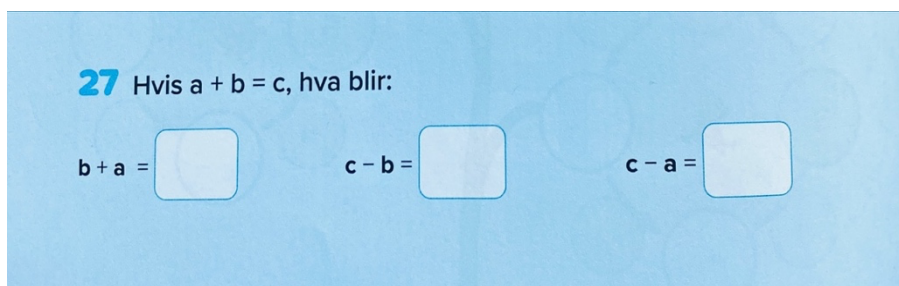 27 Hvis a + b = c, hva blir:
b + a = c - b = c - a =